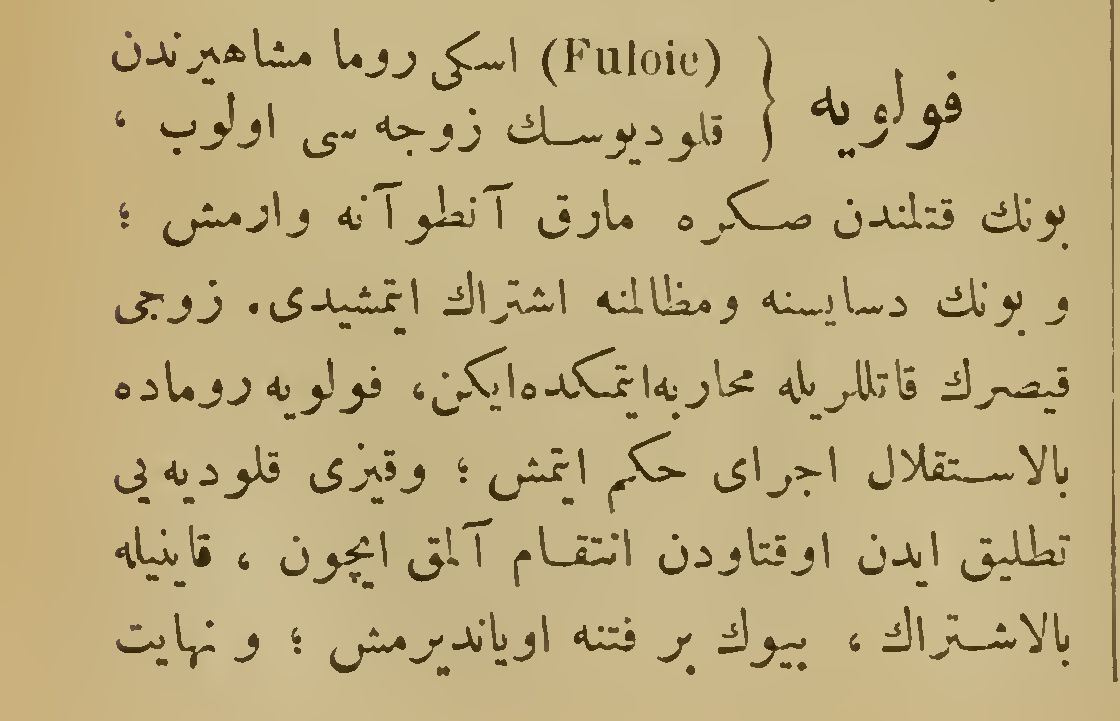 فولويه { (Fuloie) اسكی روما مشاهيرندن
قلوديوسك زوجه سی اولوب ،
بونك قتلندن صكره مارق آنطوآنه وارمش ؛
و بونك دسايسنه ومظالمنه اشتراك ايتمشيدی. زوجی
قيصرك قاتللريله محاربه‌ايتمكده‌ايكن، فولويه روماده
بالاستقلال اجرای حكم ايتمش ؛ وقيزی قلوديه‌يی
تطليق ايدن اوقتاودن انتقام آلمق ايچون ، قاينيله
بالاشتراك ، بيوك بر فتنه اويانديرمش ؛ و نهايت